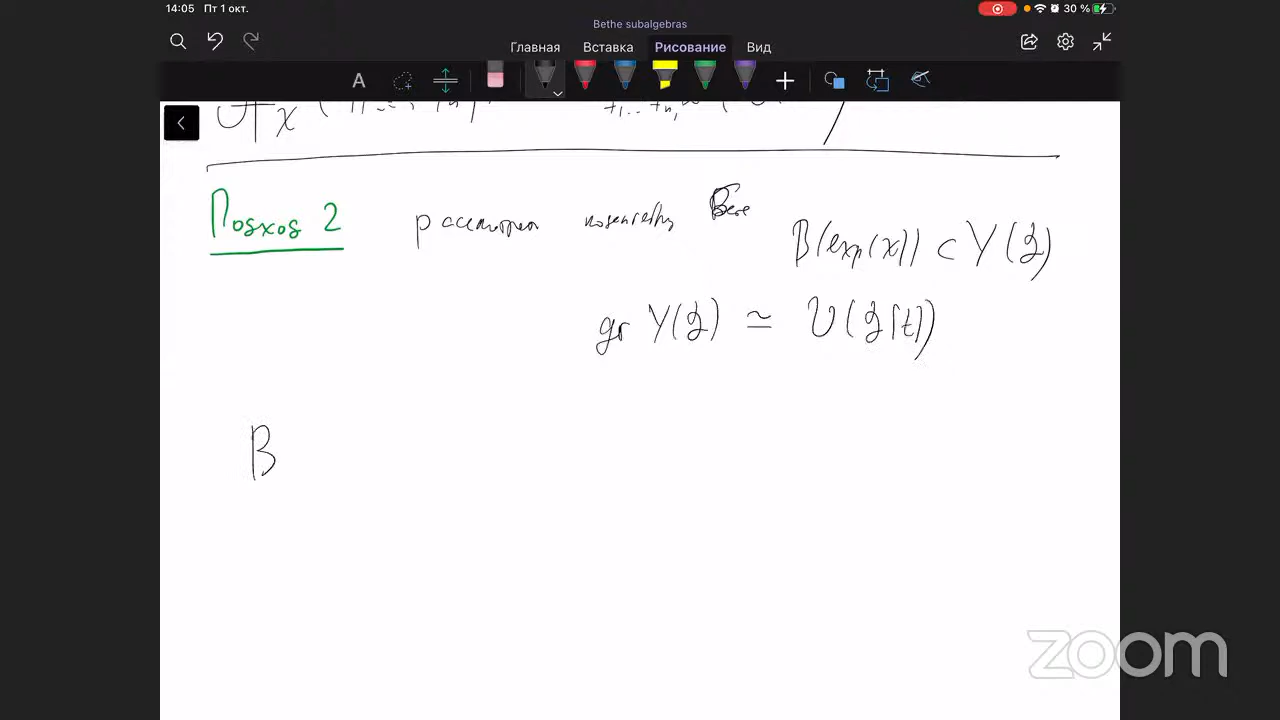 14:05 Пт 1 окт.
30 %
Bethe subalgebras
Главная Вставка Рисование Вид
A
Подход 2 рассмотрим подалгебру Бете
B(exp(x)) ⊂ Y(g)
gr Y(g) ≃ U(g[t])
B
zoom